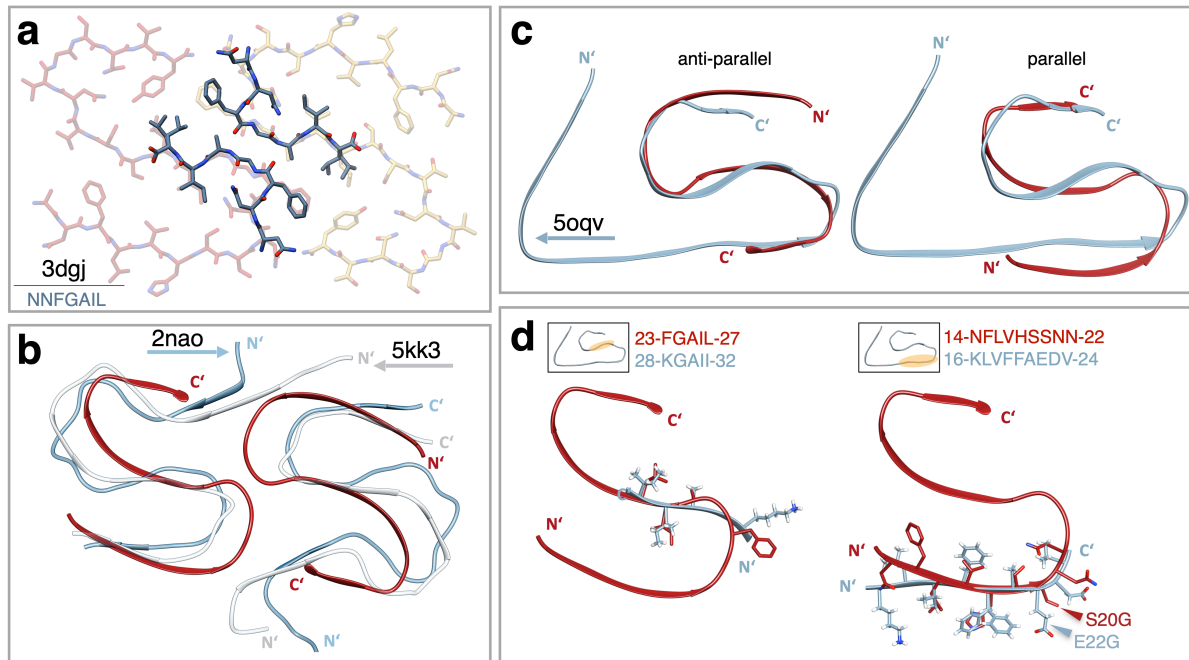 a
3dgj
NNFGAIL
b
2nao
N‘
N‘
5kk3
C‘
C‘
C‘
N‘
C‘
N‘
N‘
c
N‘
anti-parallel
N‘
C‘
5oqv
C‘
N‘
parallel
C‘
C‘
N‘
d
23-FGAIL-27
28-KGAII-32
C‘
N‘
N‘
14-NFLVHSSNN-22
16-KLVFFAEDV-24
C‘
N‘
C‘
N‘
S20G
E22G